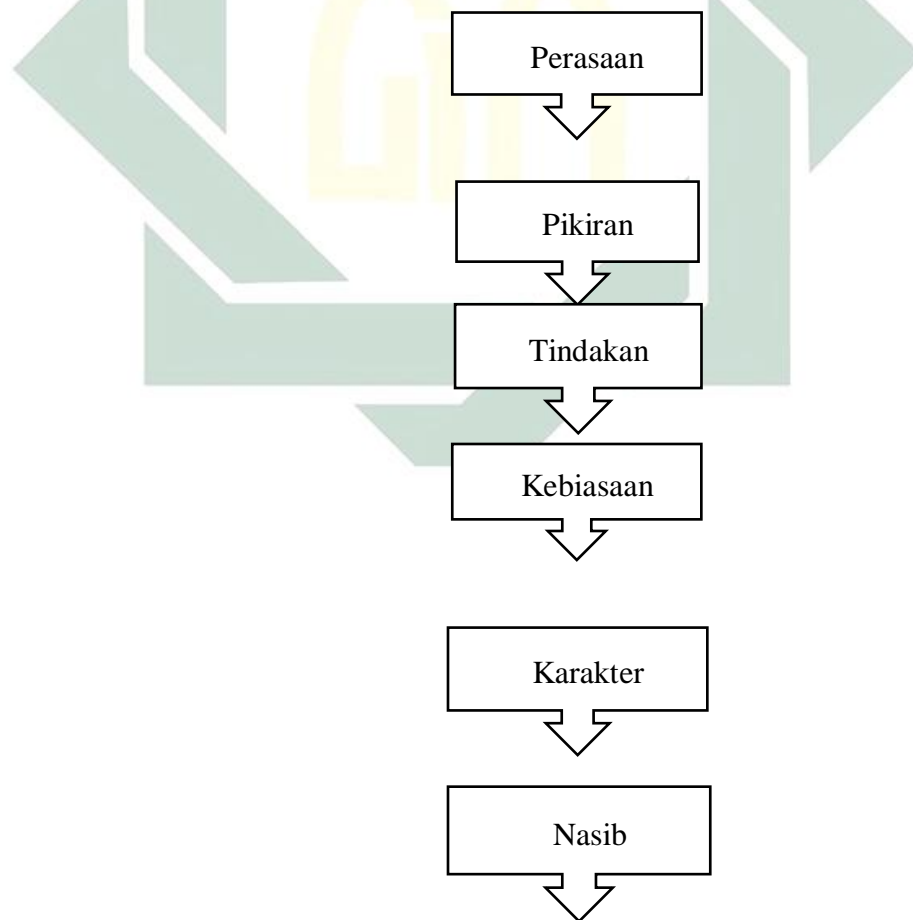 Perasaan
Pikiran
Tindakan
Kebiasaan
Karakter
Nasib